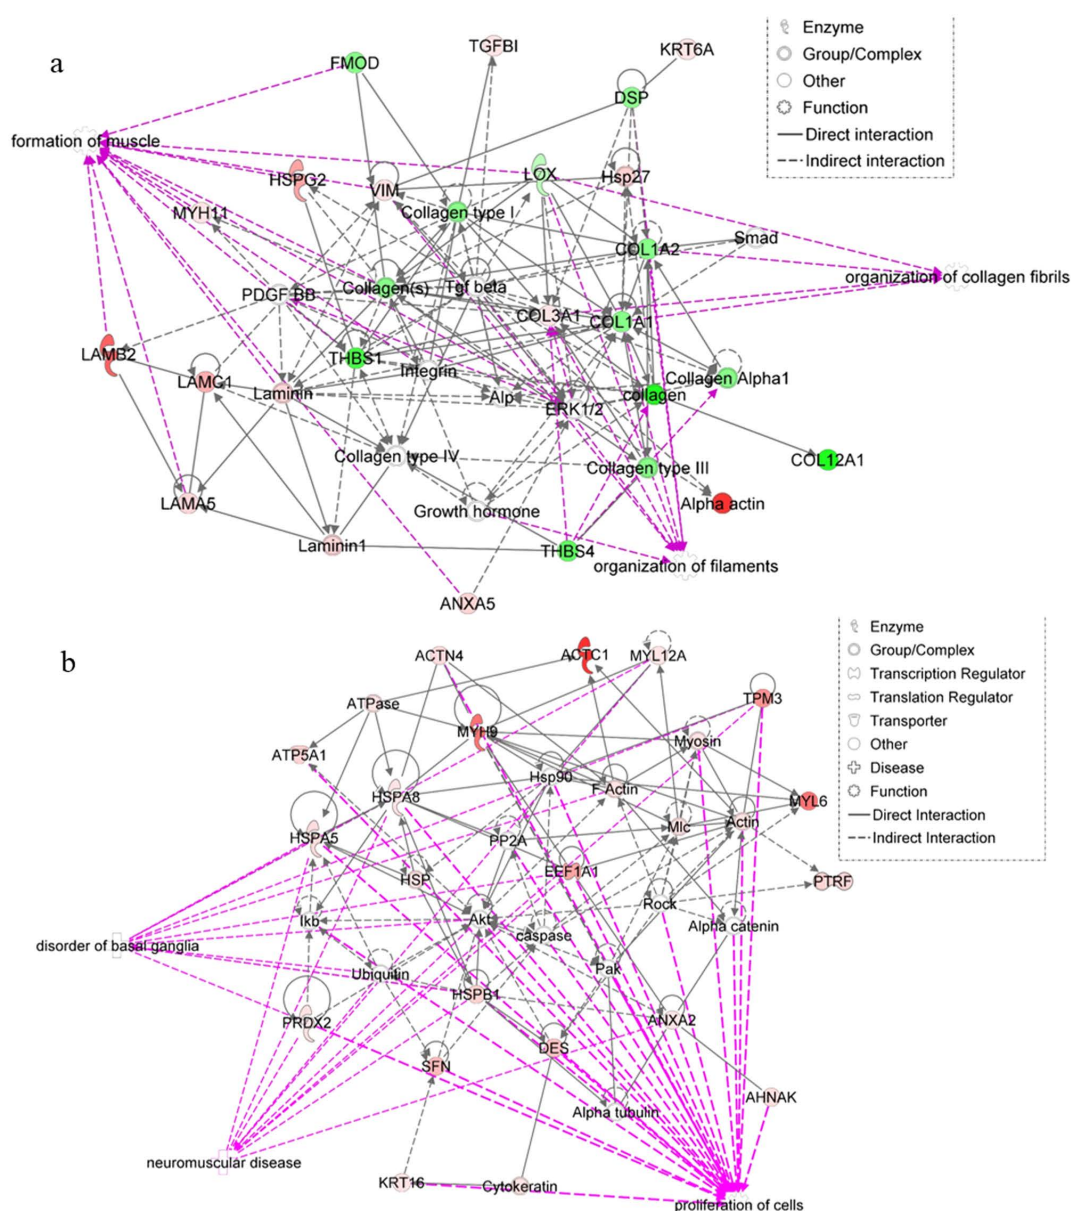 a
Enzyme
Group/Complex
Other
Function
Direct interaction
Indirect interaction
TGFBI
KRT6A
FMOD
DSP
formation of muscle
HSPG2
VIM
LOX
Hsp27
MYH11
Collagen type I
COL1A2
Smad
organization of collagen fibrils
PDGF BB
Collagen(s)
Tgf beta
COL3A1
COL1A1
LAMB2
THBS1
Integrin
LAMC1
Laminin
Alp
ERK1/2
collagen
Collagen Alpha1
Collagen type IV
Collagen type III
COL12A1
LAMA5
Growth hormone
Alpha actin
Laminin1
THBS4
organization of filaments
ANXA5
b
Enzyme
Group/Complex
Transcription Regulator
Translation Regulator
Transporter
Other
Disease
Function
Direct Interaction
Indirect Interaction
ACTN4
ACTC1
MYL12A
ATPase
TPM3
MYH9
Myosin
ATP5A1
Hsp90
HSPA8
F Actin
MYL6
HSPA5
PP2A
Mlc
Actin
HSP
EEF1A1
PTRF
Ikb
Akt
Rock
caspase
Alpha catenin
disorder of basal ganglia
Ubiquitin
Pak
HSPB1
PRDX2
ANXA2
DES
SFN
Alpha tubulin
AHNAK
neuromuscular disease
KRT16
Cytokeratin
proliferation of cells